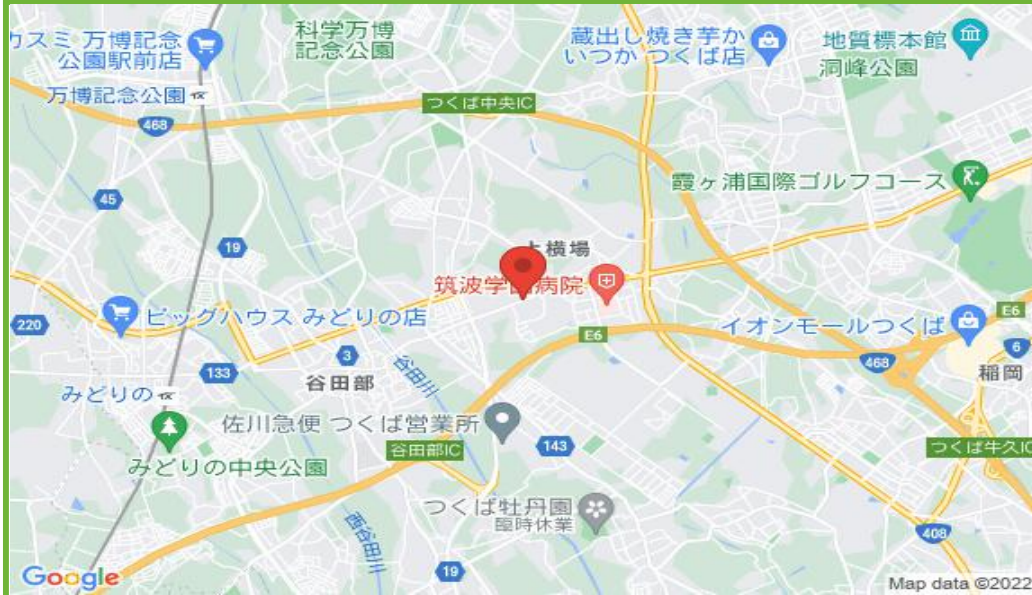 カスミ 万博記念
公園駅前店
科学万博
記念公園
蔵出し焼き芋か
いつか つくば店
地質標本館
洞峰公園
万博記念公園
つくば中央IC
468
45
霞ヶ浦国際ゴルフコース
19
上横場
筑波学園病院
220
ビッグハウス みどりの店
E6
E6
イオンモールつくば
6
3
133
468
稲岡
谷田部
谷田川
みどりの
佐川急便 つくば営業所
谷田部IC
143
つくば牛久IC
みどりの中央公園
つくば牡丹園
臨時休業
西谷田川
408
19
Google
Map data ©2022